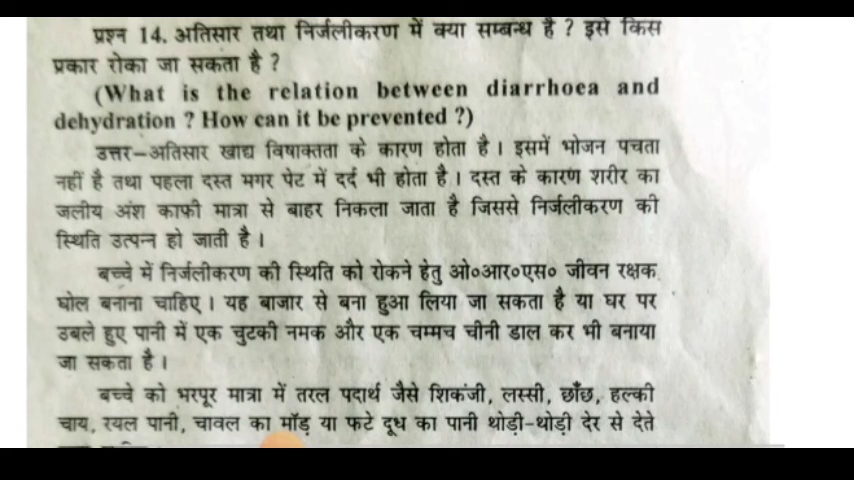 प्रश्न 14. अतिसार तथा निर्जलीकरण में क्या सम्बन्ध है ? इसे किस
प्रकार रोका जा सकता है ?
(What is the relation between diarrhoea and
dehydration ? How can it be prevented ?)
उत्तर–अतिसार खाद्य विषाक्तता के कारण होता है । इसमें भोजन पचता
नहीं है तथा पहला दस्त मगर पेट में दर्द भी होता है । दस्त के कारण शरीर का
जलीय अंश काफी मात्रा से बाहर निकला जाता है जिससे निर्जलीकरण की
स्थिति उत्पन्न हो जाती है ।
बच्चे में निर्जलीकरण की स्थिति को रोकने हेतु ओ०आर०एस० जीवन रक्षक
घोल बनाना चाहिए । यह बाजार से बना हुआ लिया जा सकता है या घर पर
उबले हुए पानी में एक चुटकी नमक और एक चम्मच चीनी डाल कर भी बनाया
जा सकता है ।
बच्चे को भरपूर मात्रा में तरल पदार्थ जैसे शिकंजी, लस्सी, छाँछ, हल्की
चाय, रयल पानी, चावल का माॅड़ या फटे दूध का पानी थोड़ी-थोड़ी देर से देते